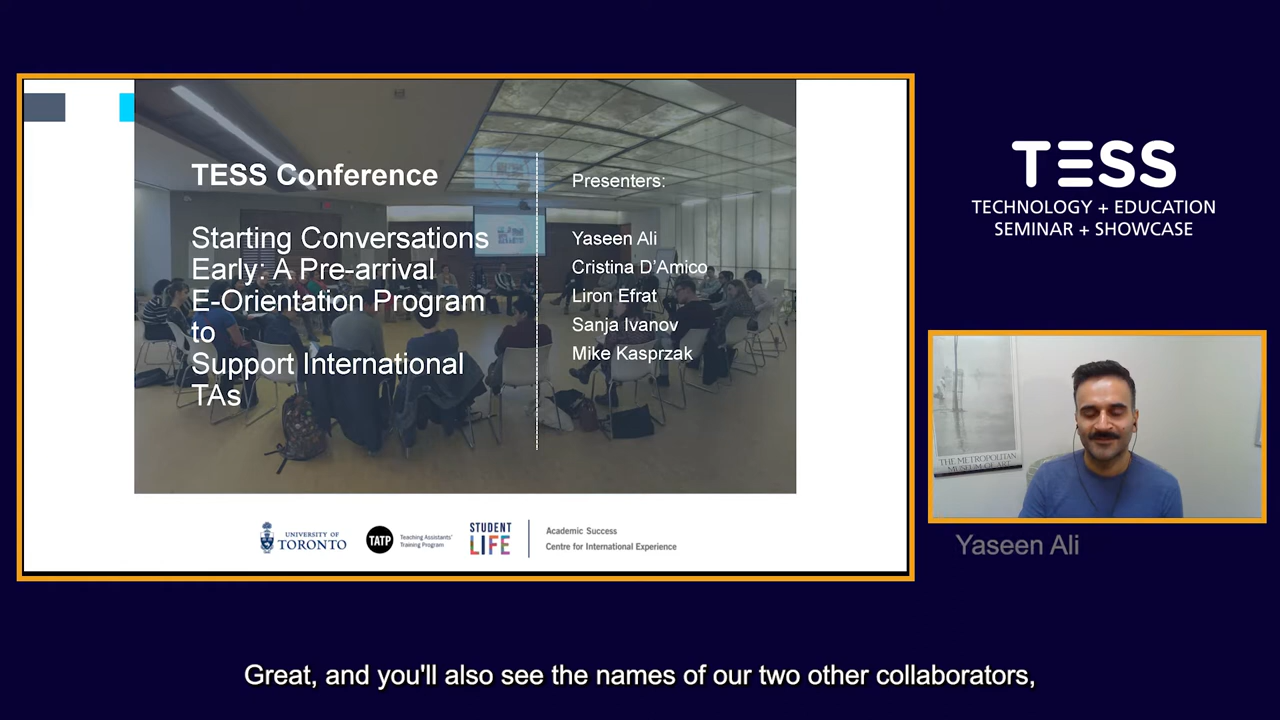 TESS Conference
Starting Conversations
Early: A Pre-arrival
E-Orientation Program
to
Support International
TAs
Presenters:
Yaseen Ali
Cristina D'Amico
Liron Efrat
Sanja Ivanov
Mike Kasprzak
UNIVERSITY OF
TORONTO
TATP
Teaching Assistants'
Training Program
STUDENT
LIFE
Academic Success
Centre for International Experience
TESS
TECHNOLOGY + EDUCATION
SEMINAR + SHOWCASE
THE METROPOLITAN
MUSEUM OF ART
Yaseen Ali
Great, and you'll also see the names of our two other collaborators,